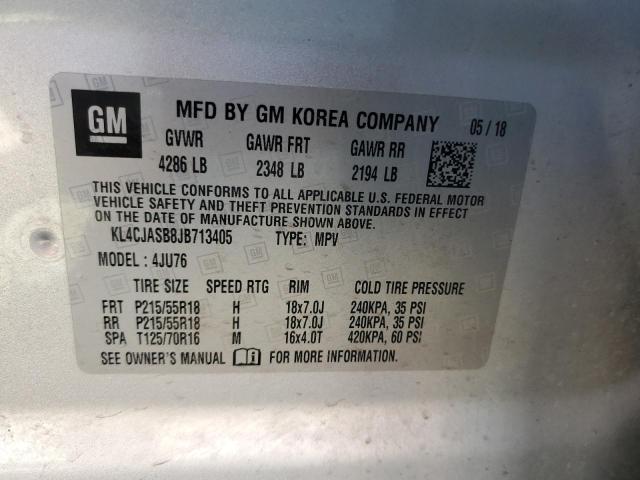 GM
MFD BY GM KOREA COMPANY 05 / 18
GVWR GAWR FRT GAWR RR
4286 LB 2348 LB 2194 LB
THIS VEHICLE CONFORMS TO ALL APPLICABLE U.S. FEDERAL MOTOR
VEHICLE SAFETY AND THEFT PREVENTION STANDARDS IN EFFECT
ON THE DATE OF MANUFACTURE SHOWN ABOVE.
KL4CJASB8JB713405 TYPE: MPV
MODEL : 4JU76
TIRE SIZE SPEED RTG RIM COLD TIRE PRESSURE
FRT P215/55R18 H 18x7.0J 240KPA, 35 PSI
RR P215/55R18 H 18x7.0J 240KPA, 35 PSI
SPA T125/70R16 M 16x4.0T 420KPA, 60 PSI
SEE OWNER'S MANUAL FOR MORE INFORMATION.